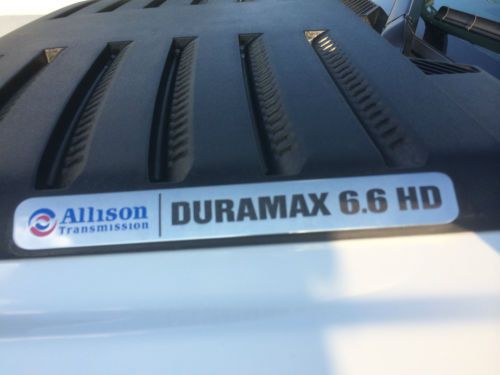 Allison
Transmission
DURAMAX 6.6 HD